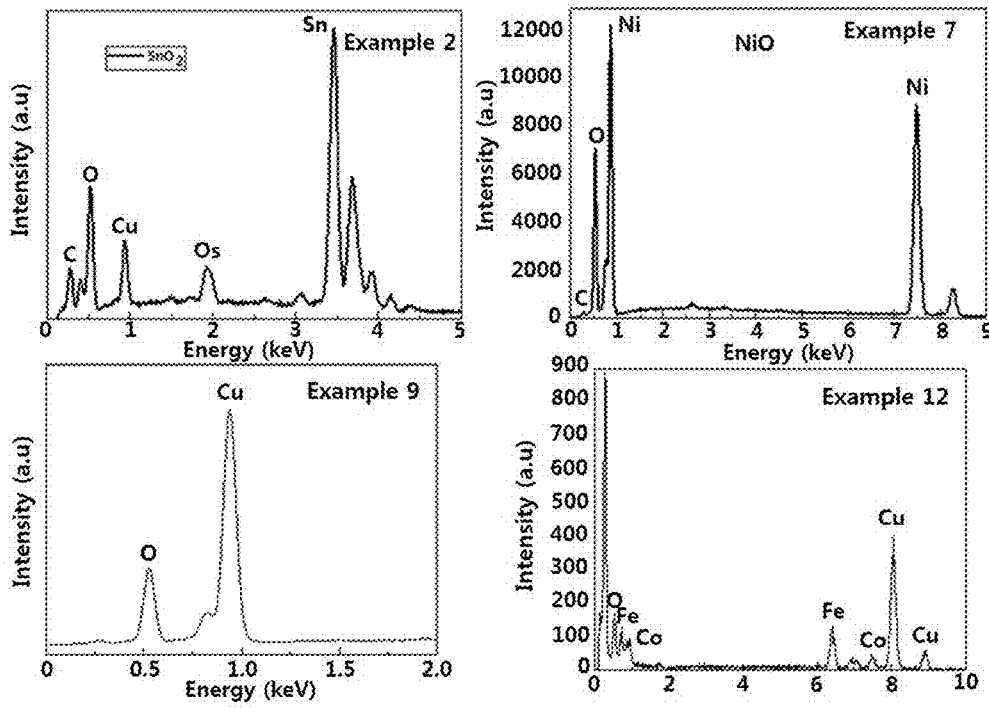 Sn
Example 2
SnO2
O
Cu
C
Os
Intensity (a.u)
0 1 2 3 4 5
Energy (keV)
12000
10000
8000
6000
4000
2000
0
Ni
NiO
Example 7
Ni
O
C
Intensity (a.u)
0 1 2 3 4 5 6 7 8 9
Energy (keV)
Cu
Example 9
O
Intensity (a.u)
0.0 0.5 1.0 1.5 2.0
Energy (keV)
900
800
700
600
500
400
300
200
100
0
Example 12
Cu
O
Fe
Co
Fe
Co
Cu
Intensity (a.u)
0 2 4 6 8 10